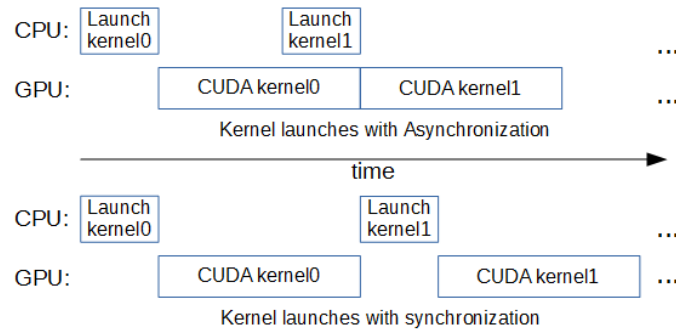 CPU:
Launch
kernel0
Launch
kernel1
...
GPU:
CUDA kernel0
CUDA kernel1
...
Kernel launches with Asynchronization
time
CPU:
Launch
kernel0
Launch
kernel1
...
GPU:
CUDA kernel0
CUDA kernel1
...
Kernel launches with synchronization